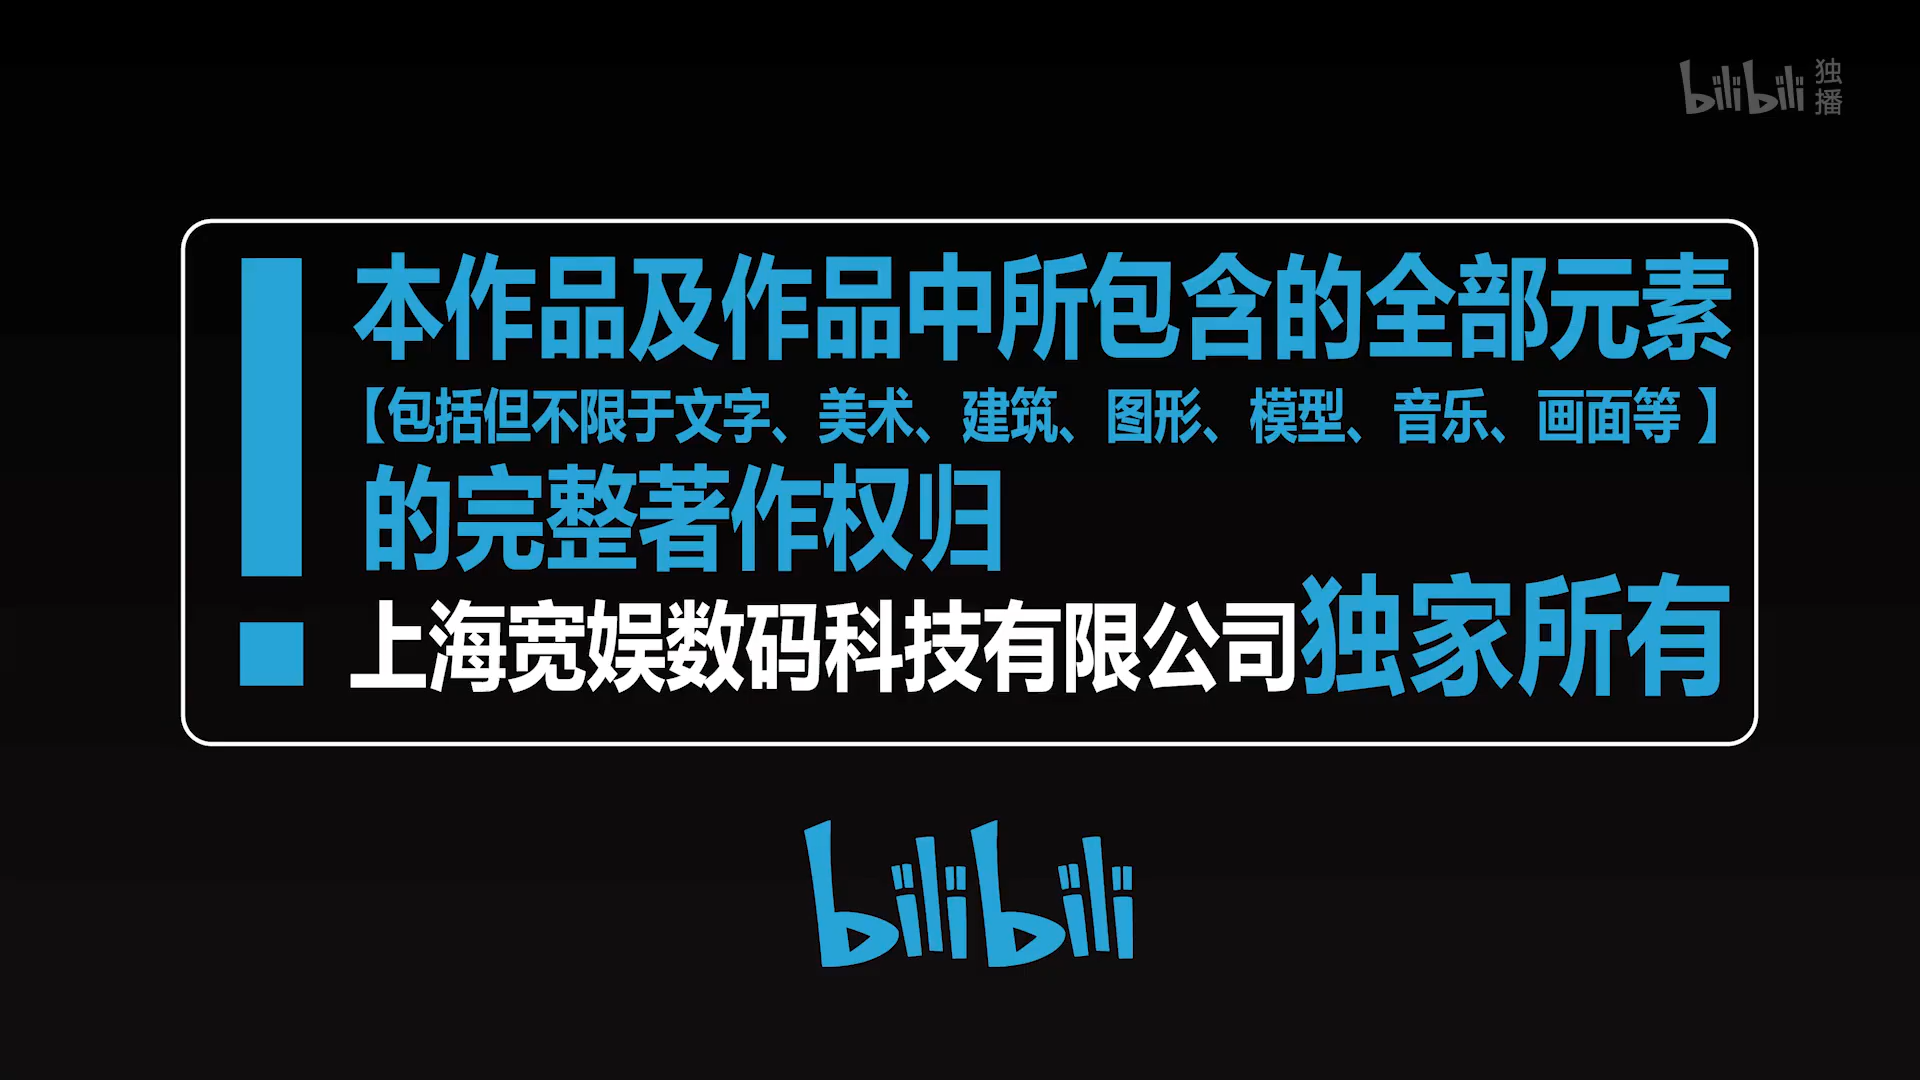 bilibili 独播
本作品及作品中所包含的全部元素
【包括但不限于文字、美术、建筑、图形、模型、音乐、画面等 】
的完整著作权归
上海宽娱数码科技有限公司独家所有
bilibili